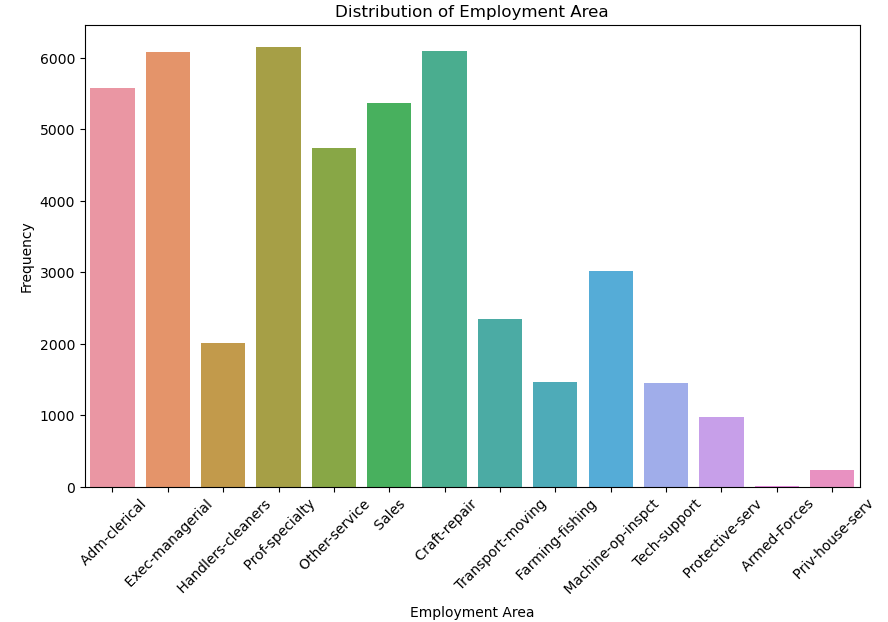 Distribution of Employment Area
6000
5000
4000
3000
2000
1000
0
Frequency
Adm-clerical
Exec-managerial
Handlers-cleaners
Prof-specialty
Other-service
Sales
Craft-repair
Transport-moving
Farming-fishing
Machine-op-inspct
Tech-support
Protective-serv
Armed-Forces
Priv-house-serv
Employment Area